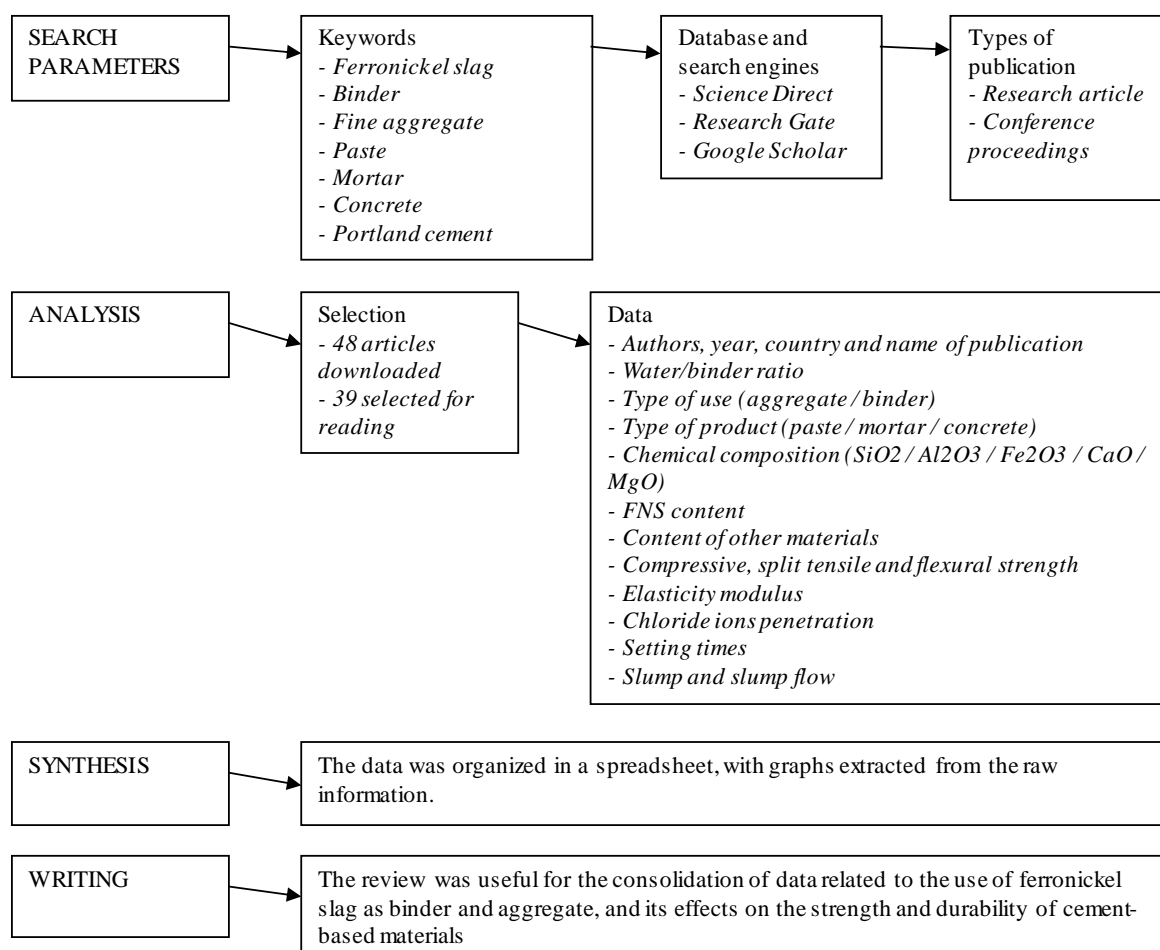 SEARCH
PARAMETERS
Keywords
- Ferronickel slag
- Binder
- Fine aggregate
- Paste
- Mortar
- Concrete
- Portland cement
Database and
search engines
- Science Direct
- Research Gate
- Google Scholar
Types of
publication
- Research article
- Conference
proceedings
ANALYSIS
Selection
- 48 articles
downloaded
- 39 selected for
reading
Data
- Authors, year, country and name of publication
- Water/binder ratio
- Type of use (aggregate / binder)
- Type of product (paste / mortar / concrete)
- Chemical composition (SiO2 / Al2O3 / Fe2O3 / CaO /
MgO)
- FNS content
- Content of other materials
- Compressive, split tensile and flexural strength
- Elasticity modulus
- Chloride ions penetration
- Setting times
- Slump and slump flow
SYNTHESIS
The data was organized in a spreadsheet, with graphs extracted from the raw
information.
WRITING
The review was useful for the consolidation of data related to the use of ferronickel
slag as binder and aggregate, and its effects on the strength and durability of cement-
based materials